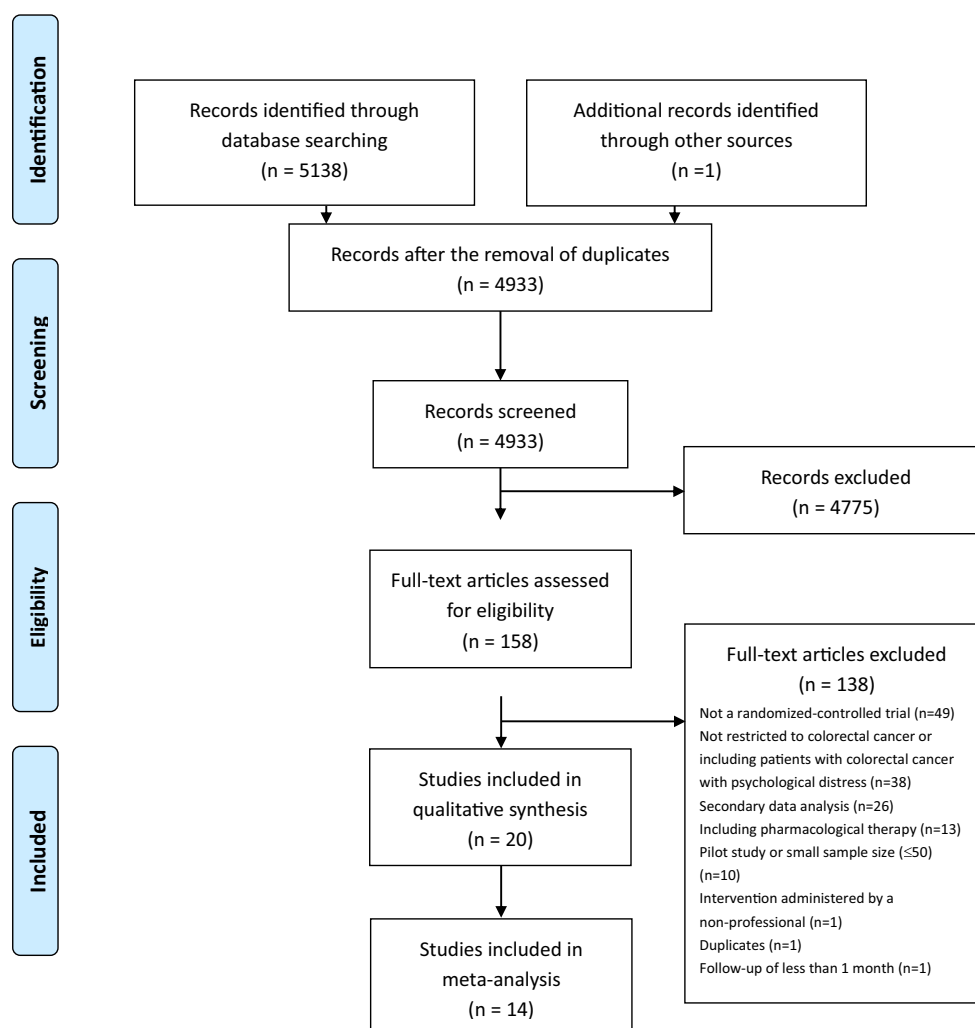 Identification
Records identified through
database searching
(n = 5138)
Additional records identified
through other sources
(n =1)
Records after the removal of duplicates
(n = 4933)
Screening
Records screened
(n = 4933)
Records excluded
(n = 4775)
Eligibility
Full-text articles assessed
for eligibility
(n = 158)
Full-text articles excluded
(n = 138)
Not a randomized-controlled trial (n=49)
Not restricted to colorectal cancer or
including patients with colorectal cancer
with psychological distress (n=38)
Secondary data analysis (n=26)
Including pharmacological therapy (n=13)
Pilot study or small sample size (≤50)
(n=10)
Intervention administered by a
non-professional (n=1)
Duplicates (n=1)
Follow-up of less than 1 month (n=1)
Included
Studies included in
qualitative synthesis
(n = 20)
Studies included in
meta-analysis
(n = 14)